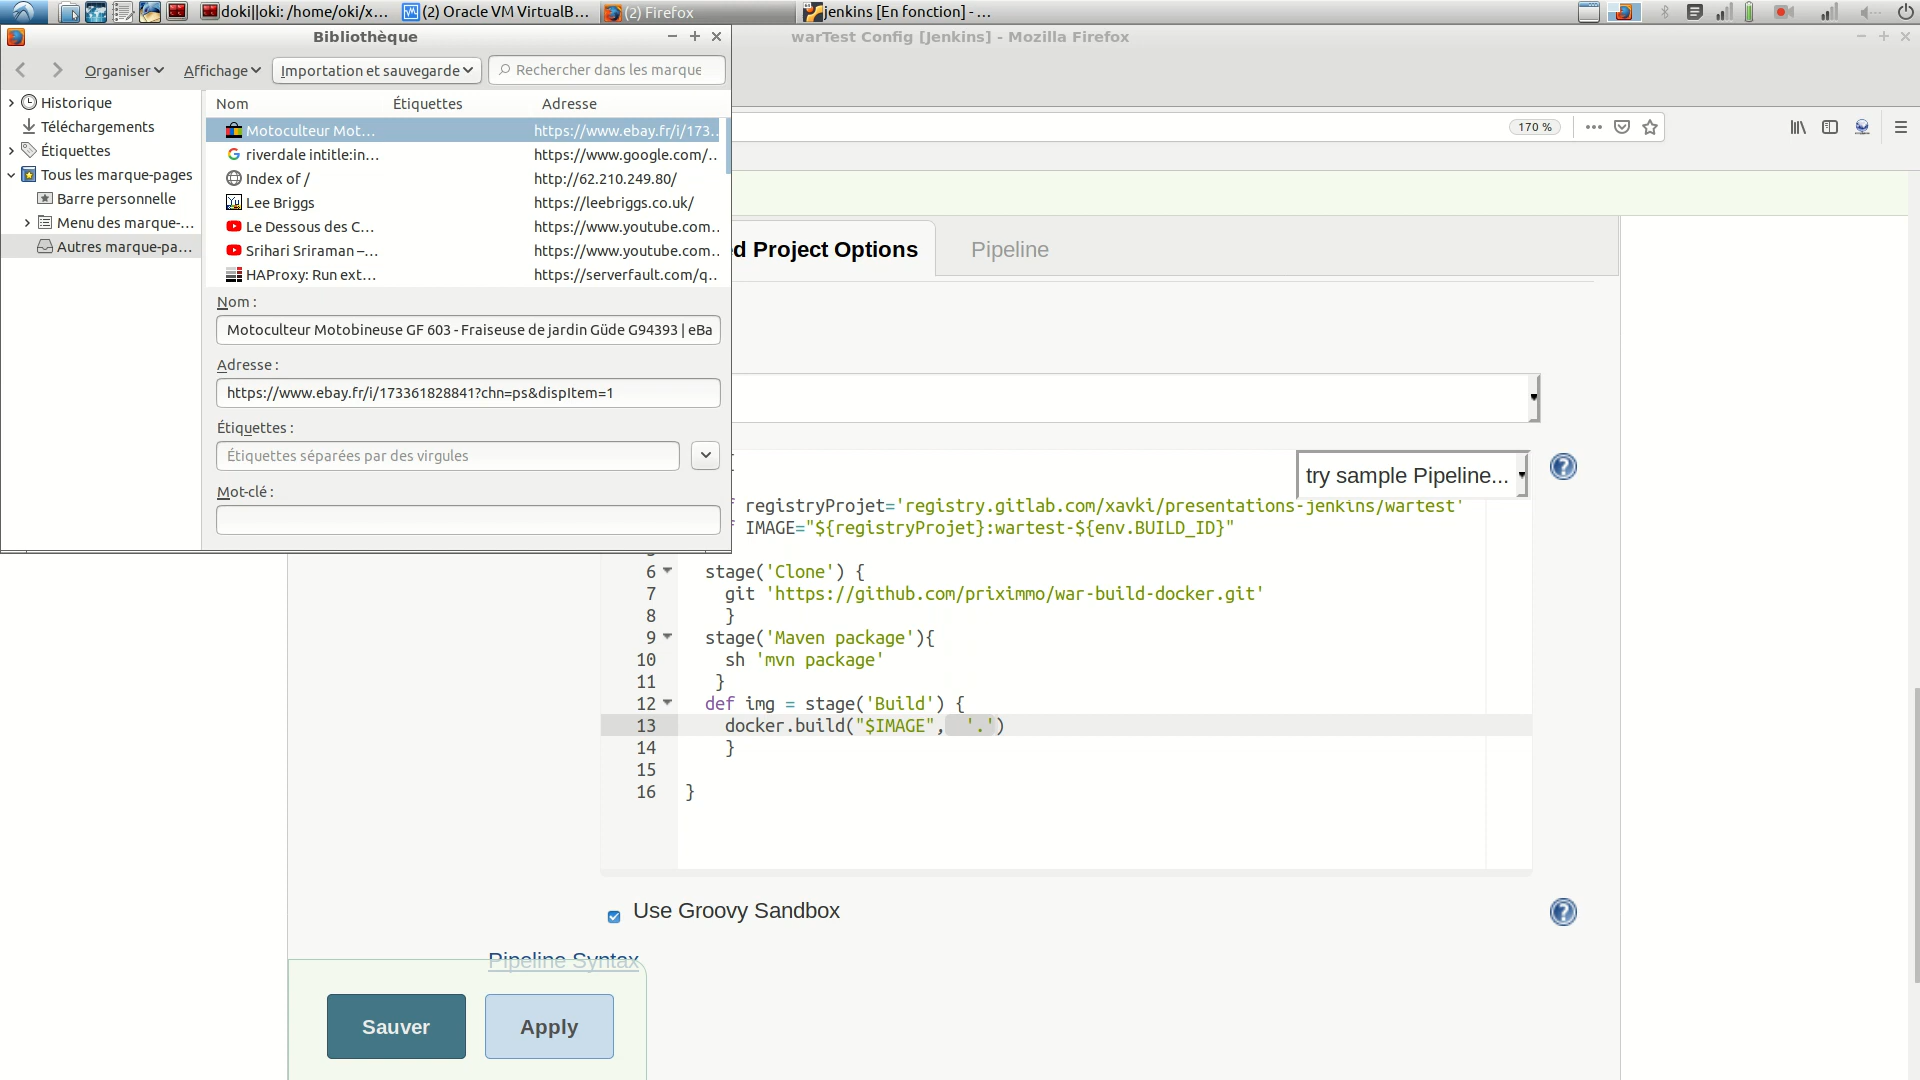 doki||oki: /home/oki/x...
(2) Oracle VM VirtualB...
(2) Firefox
jenkins [En fonction] - ...
Bibliothèque
warTest Config [Jenkins] - Mozilla Firefox
Organiser
Affichage
Importation et sauvegarde
Rechercher dans les marque
Historique
Téléchargements
Étiquettes
Tous les marque-pages
Barre personnelle
Menu des marque-...
Autres marque-pa...
Nom Étiquettes Adresse
Motoculteur Mot... https://www.ebay.fr/i/173..
riverdale intitle:in... https://www.google.com/..
Index of / http://62.210.249.80/
Lee Briggs https://leebriggs.co.uk/
Le Dessous des C... https://www.youtube.com..
Srihari Sriraman –... https://www.youtube.com..
HAProxy: Run ext... https://serverfault.com/q..
Nom :
Motoculteur Motobineuse GF 603 - Fraiseuse de jardin Güde G94393 | eBa
Adresse :
https://www.ebay.fr/i/173361828841?chn=ps&dispItem=1
Étiquettes :
Étiquettes séparées par des virgules
Mot-clé :
170 %
d Project Options
Pipeline
try sample Pipeline...
registryProjet='registry.gitlab.com/xavki/presentations-jenkins/wartest'
IMAGE="${registryProjet}:wartest-${env.BUILD_ID}"
6 stage('Clone') {
7 git 'https://github.com/priximmo/war-build-docker.git'
8 }
9 stage('Maven package'){
10 sh 'mvn package'
11 }
12 def img = stage('Build') {
13 docker.build("$IMAGE",  '.')
14 }
15
16 }
Use Groovy Sandbox
Pipeline Syntax
Sauver
Apply